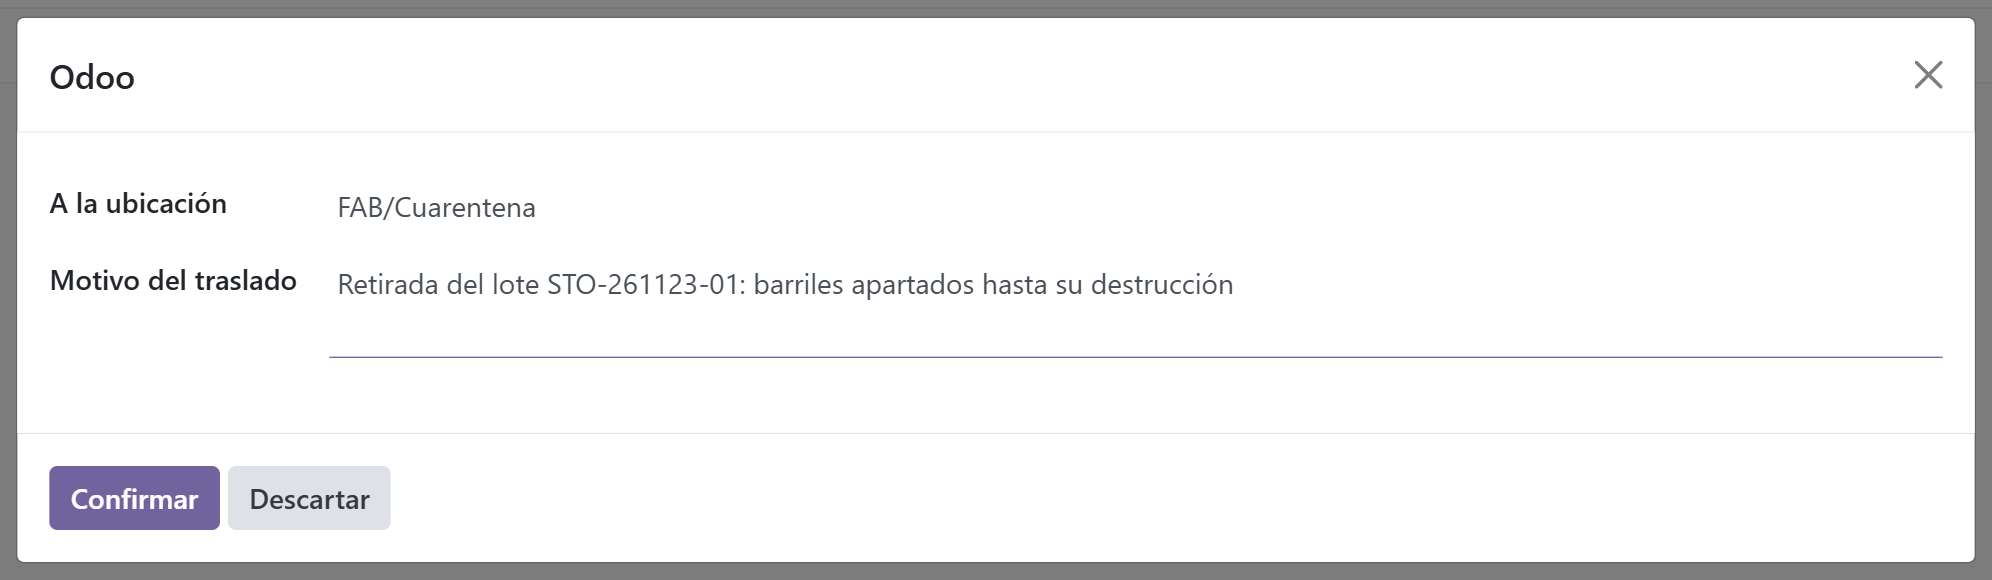 Odoo
A la ubicación
FAB/Cuarentena
Motivo del traslado
Retirada del lote STO-261123-01: barriles apartados hasta su destrucción
Confirmar
Descartar